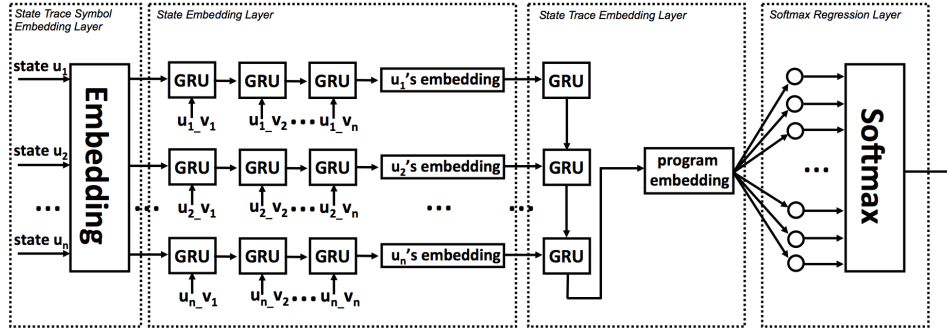 State Trace Symbol
Embedding Layer
State Embedding Layer
State Trace Embedding Layer
Softmax Regression Layer
state u1
state u2
...
state un
Embedding
...
GRU GRU GRU u1's embedding GRU
u1_v1 u1_v2 ... u1_vn
GRU GRU GRU u2's embedding GRU
u2_v1 u2_v2 ... u2_vn ... ...
GRU GRU GRU un's embedding GRU
un_v1 un_v2 ... un_vn
program
embedding
...
Softmax